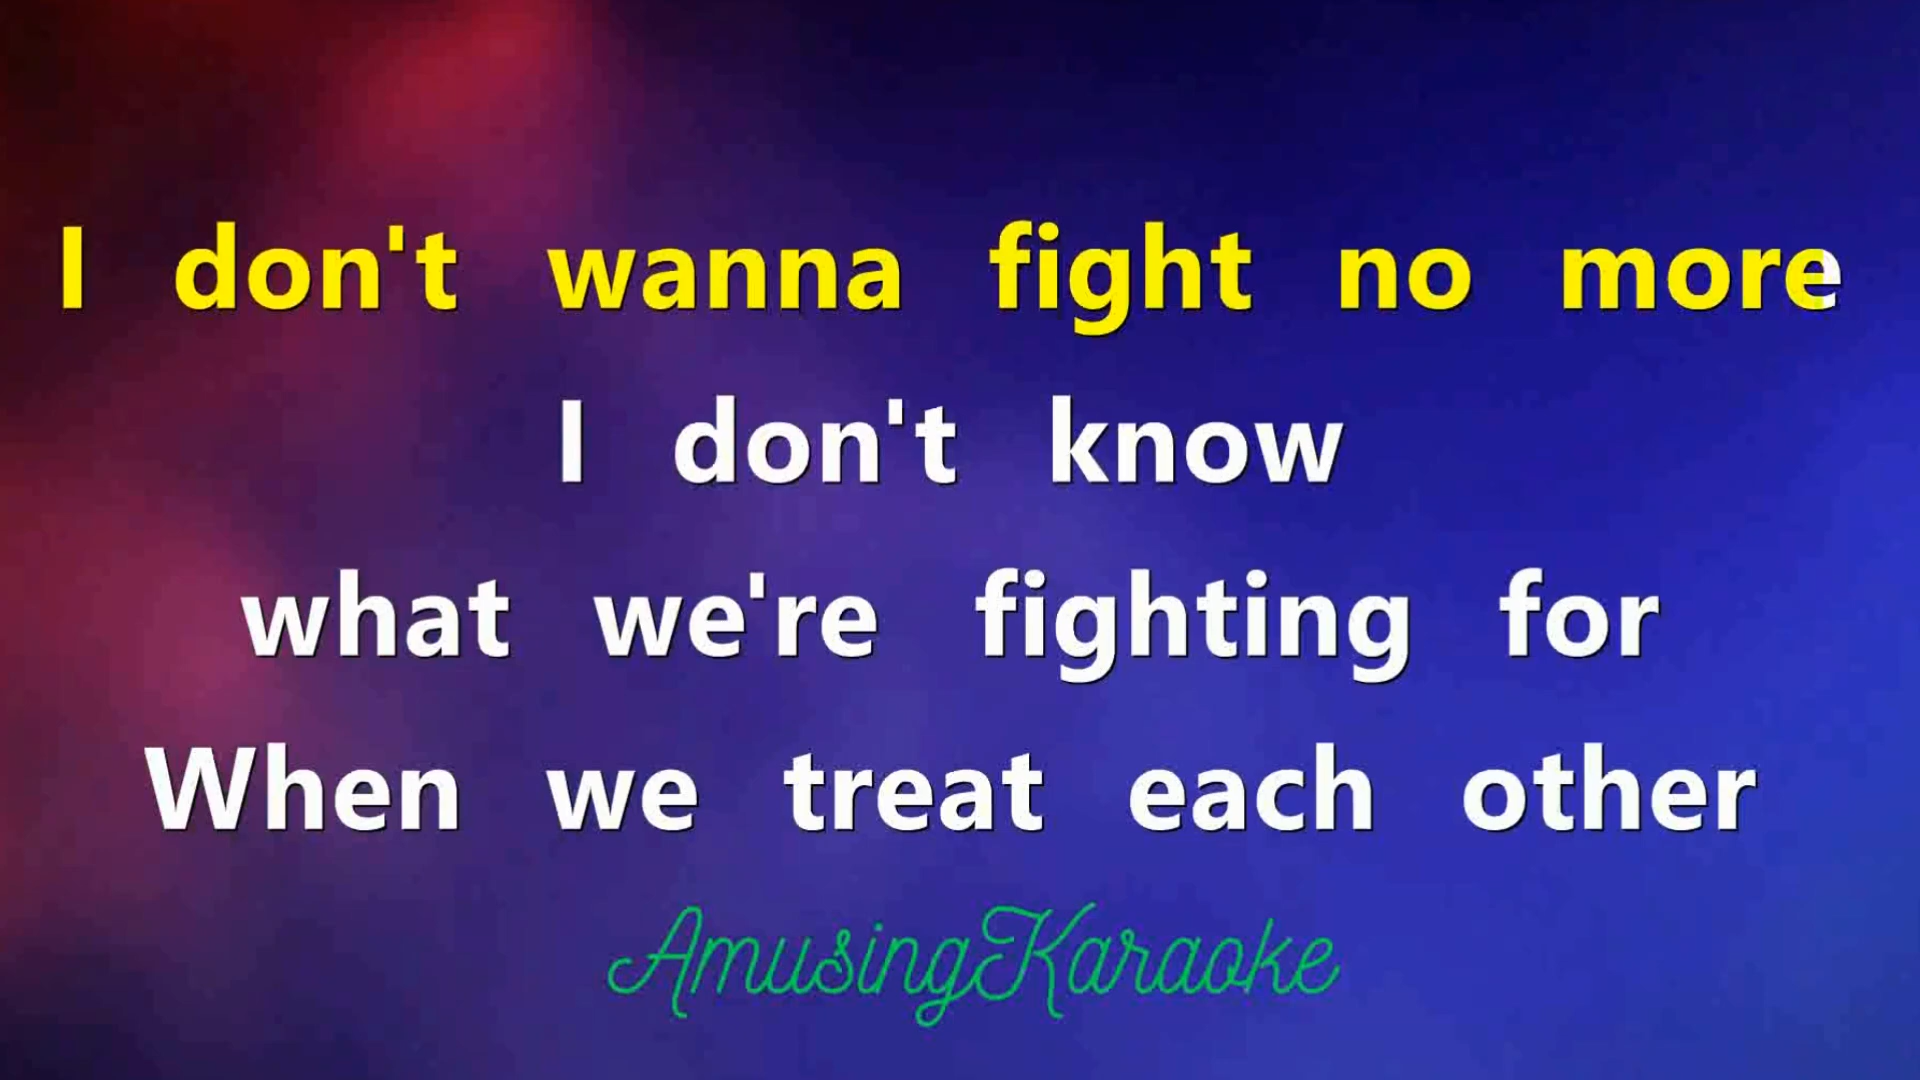 I don't wanna fight no more
I don't know
what we're fighting for
When we treat each other
AmusingKaraoke